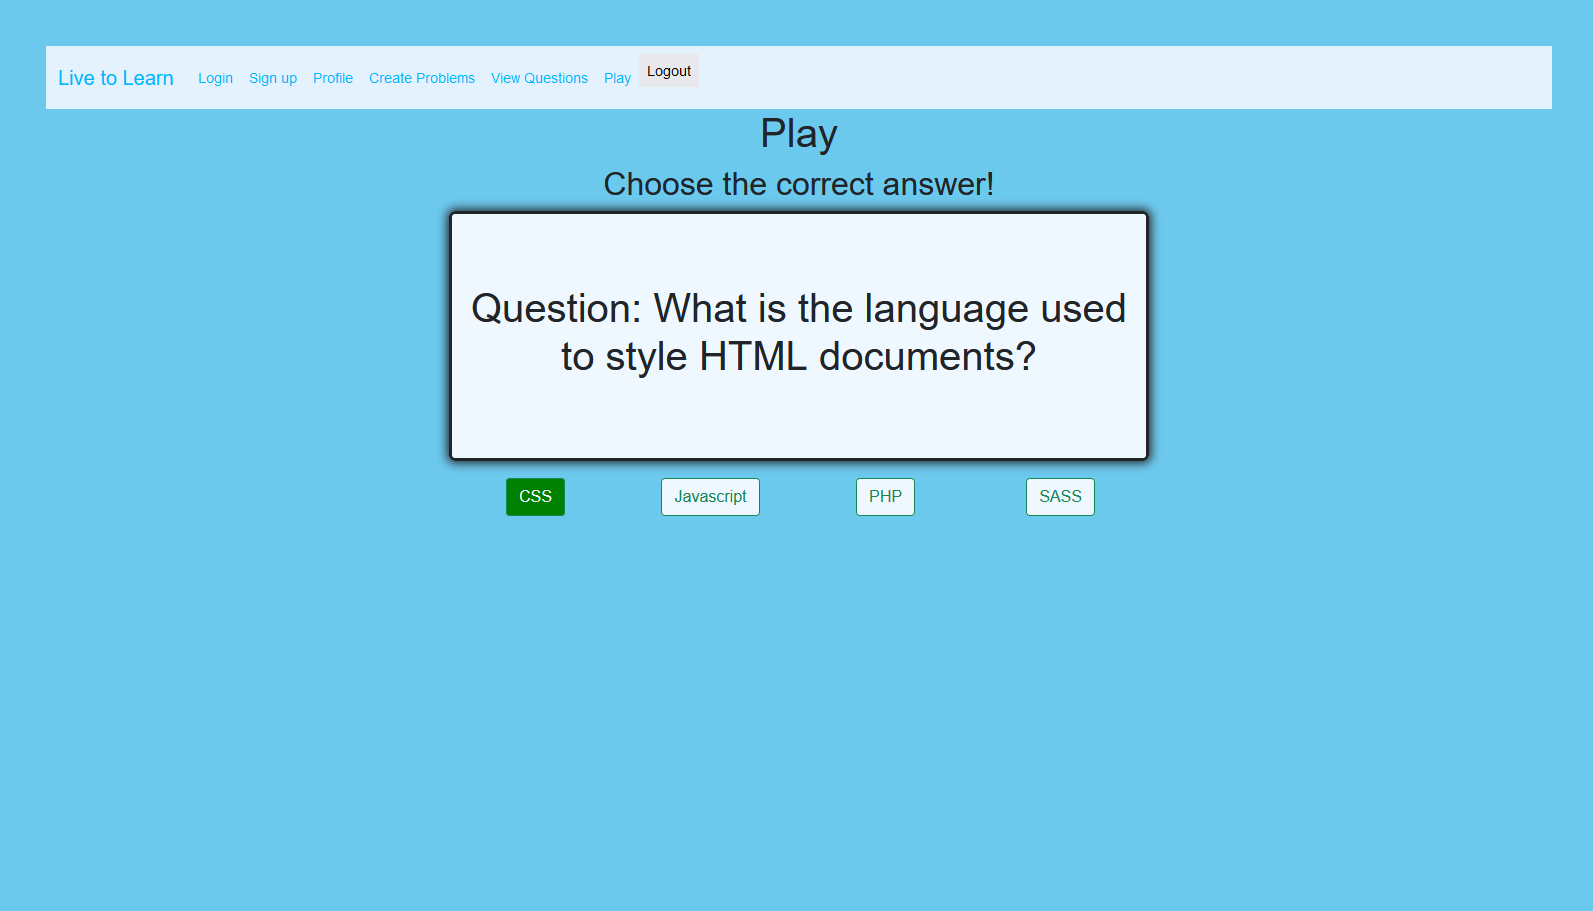 Live to Learn Login Sign up Profile Create Problems View Questions Play Logout
Play
Choose the correct answer!
Question: What is the language used
to style HTML documents?
CSS Javascript PHP SASS